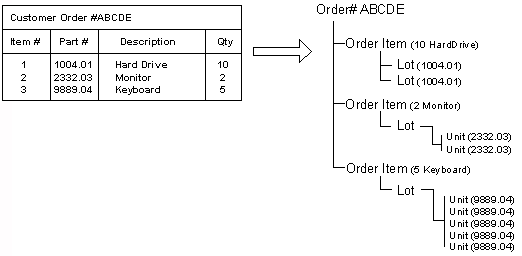 Customer Order #ABCDE
Item # Part # Description Qty
1 1004.01 Hard Drive 10
2 2332.03 Monitor 2
3 9889.04 Keyboard 5
Order# ABCDE
Order Item (10 HardDrive)
Lot (1004.01)
Lot (1004.01)
Order Item (2 Monitor)
Lot
Unit (2332.03)
Unit (2332.03)
Order Item (5 Keyboard)
Lot
Unit (9889.04)
Unit (9889.04)
Unit (9889.04)
Unit (9889.04)
Unit (9889.04)